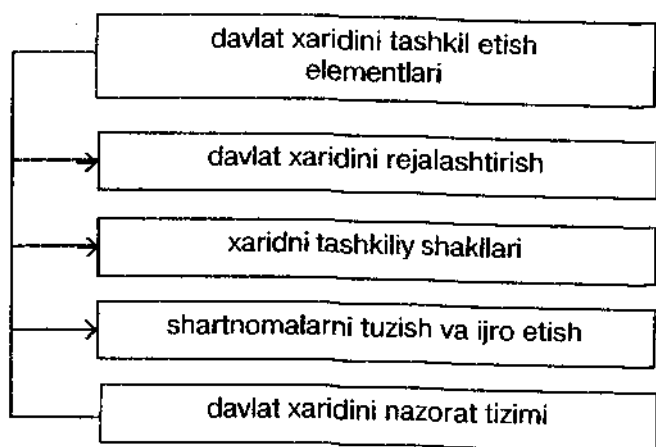 davlat xaridini tashkil etish
elementlari
davlat xaridini rejalashtirish
xaridni tashkiliy shakllari
shartnomalarni tuzish va ijro etish
davlat xaridini nazorat tizimi